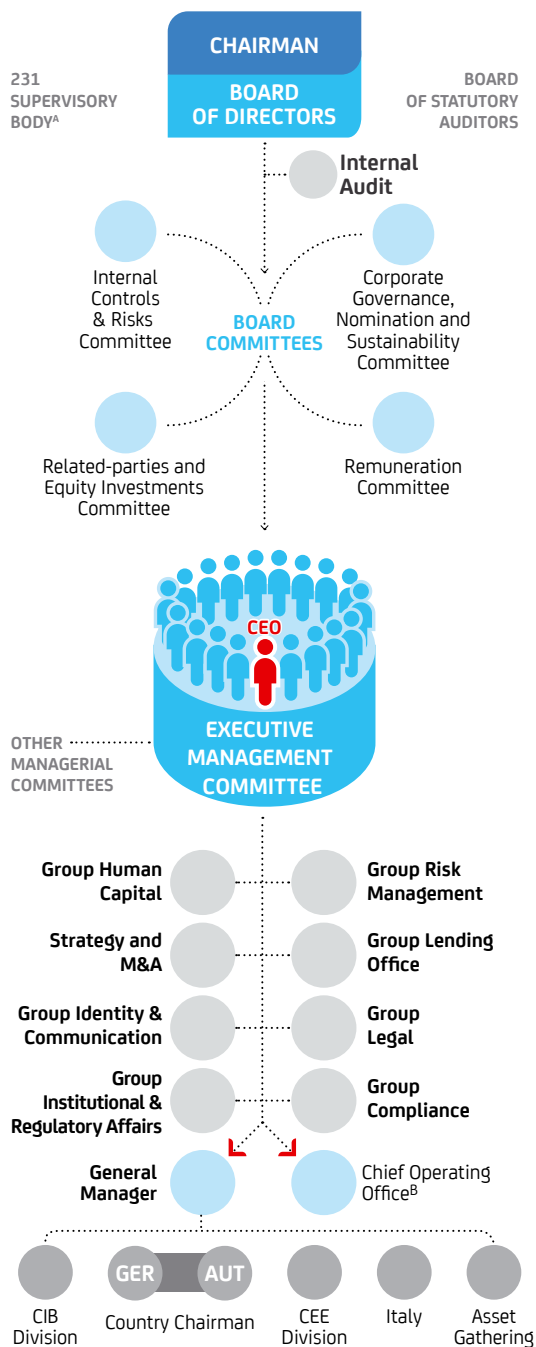 CHAIRMAN
BOARD
OF DIRECTORS
231
SUPERVISORY
BODYᴬ
BOARD
OF STATUTORY
AUDITORS
Internal
Audit
Internal
Controls
& Risks
Committee
Corporate
Governance,
Nomination and
Sustainability
Committee
BOARD
COMMITTEES
Related-parties and
Equity Investments
Committee
Remuneration
Committee
CEO
EXECUTIVE
MANAGEMENT
COMMITTEE
OTHER
MANAGERIAL
COMMITTEES
Group Human
Capital
Group Risk
Management
Strategy and
M&A
Group Lending
Office
Group Identity &
Communication
Group
Legal
Group
Institutional &
Regulatory Affairs
Group
Compliance
General
Manager
Chief Operating
Officeᴮ
GER
AUT
CIB
Division
Country Chairman
CEE
Division
Italy
Asset
Gathering